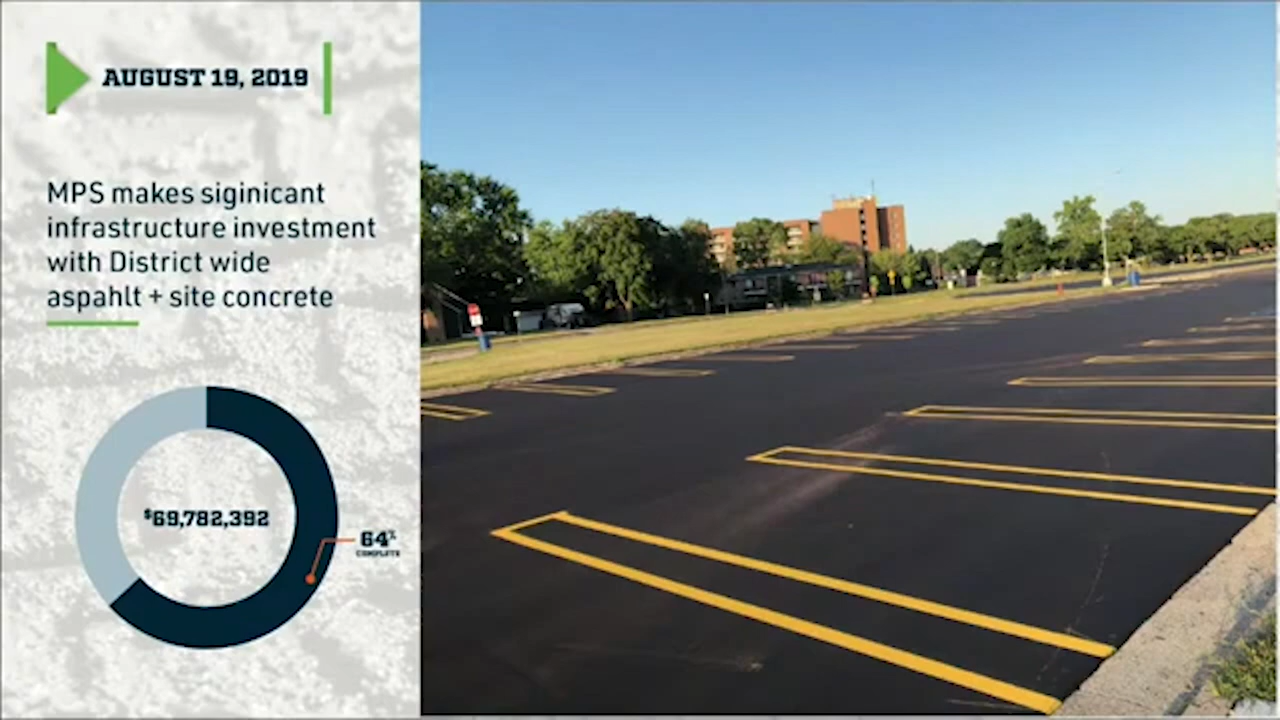 AUGUST 19, 2019
MPS makes siginicant
infrastructure investment
with District wide
aspahlt + site concrete
$69,782,392
64%
COMPLETE